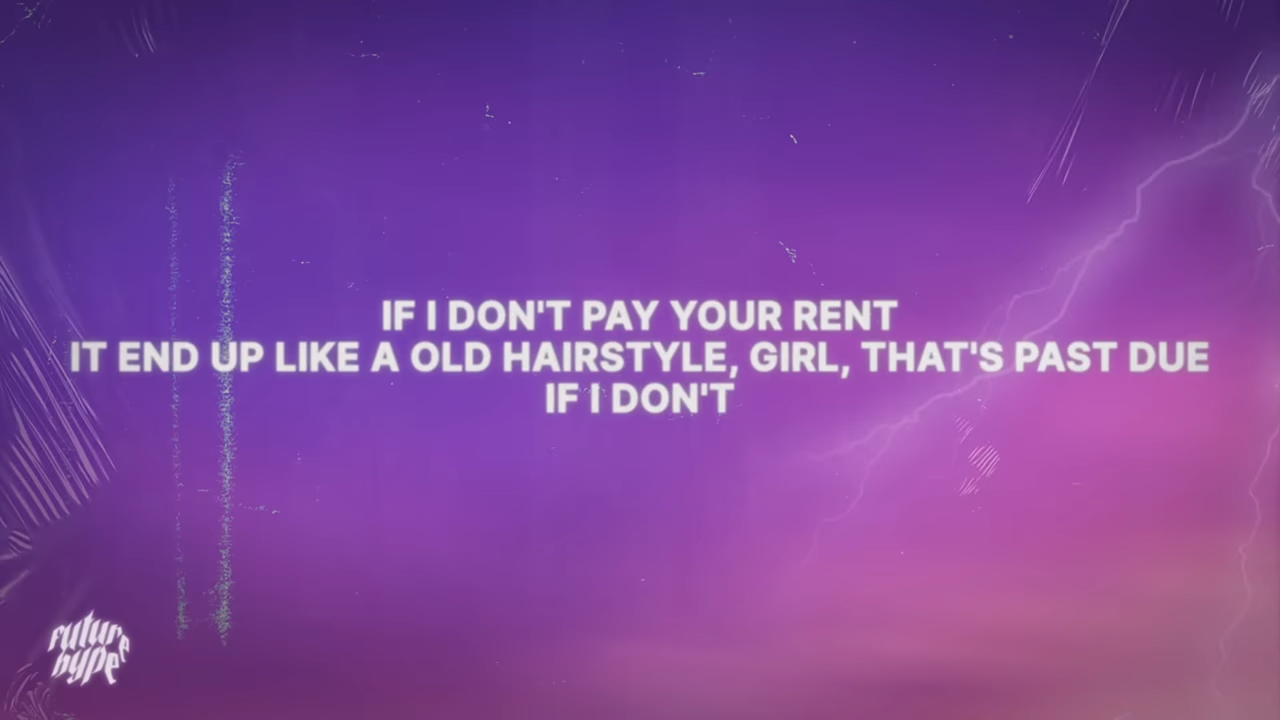 IF I DON'T PAY YOUR RENT
IT END UP LIKE A OLD HAIRSTYLE, GIRL, THAT'S PAST DUE
IF I DON'T
future
hype